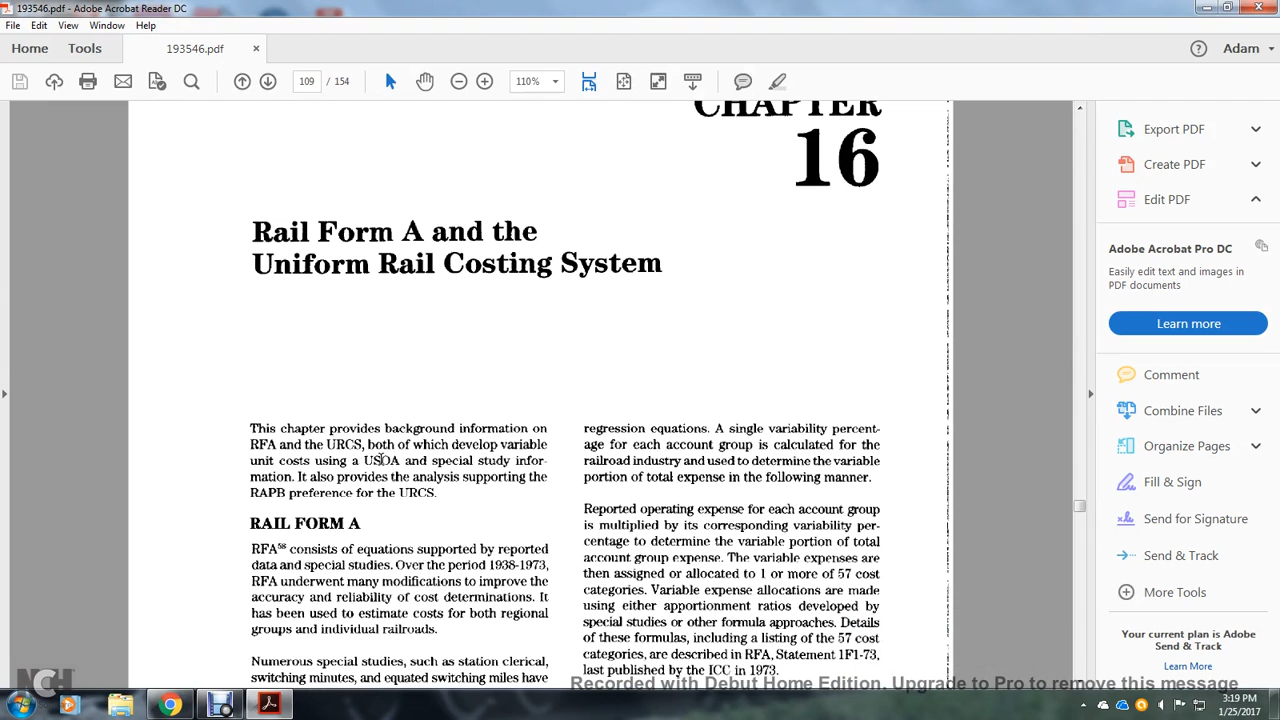 193546.pdf - Adobe Acrobat Reader DC
File Edit View Window Help
Home Tools 193546.pdf × Adam
109 / 154 110%
CHAPTER
16
Rail Form A and the
Uniform Rail Costing System
This chapter provides background information on
RFA and the URCS, both of which develop variable
unit costs using a USOA and special study infor-
mation. It also provides the analysis supporting the
RAPB preference for the URCS.
RAIL FORM A
RFA⁵⁸ consists of equations supported by reported
data and special studies. Over the period 1938-1973,
RFA underwent many modifications to improve the
accuracy and reliability of cost determinations. It
has been used to estimate costs for both regional
groups and individual railroads.
Numerous special studies, such as station clerical,
switching minutes, and equated switching miles have
regression equations. A single variability percent-
age for each account group is calculated for the
railroad industry and used to determine the variable
portion of total expense in the following manner.
Reported operating expense for each account group
is multiplied by its corresponding variability per-
centage to determine the variable portion of total
account group expense. The variable expenses are
then assigned or allocated to 1 or more of 57 cost
categories. Variable expense allocations are made
using either apportionment ratios developed by
special studies or other formula approaches. Details
of these formulas, including a listing of the 57 cost
categories, are described in RFA, Statement 1F1-73,
last published by the ICC in 1973.
Export PDF
Create PDF
Edit PDF
Adobe Acrobat Pro DC
Easily edit text and images in
PDF documents
Learn more
Comment
Combine Files
Organize Pages
Fill & Sign
Send for Signature
Send & Track
More Tools
Your current plan is Adobe
Send & Track
Learn More
NCH
Recorded with Debut Home Edition. Upgrade to Pro to remove this message
3:19 PM
1/25/2017